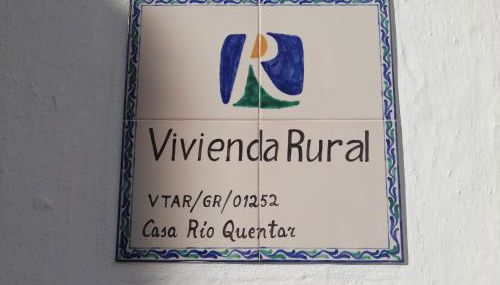 R
Vivienda Rural
VTAR/GR/01252
Casa Río Quentar